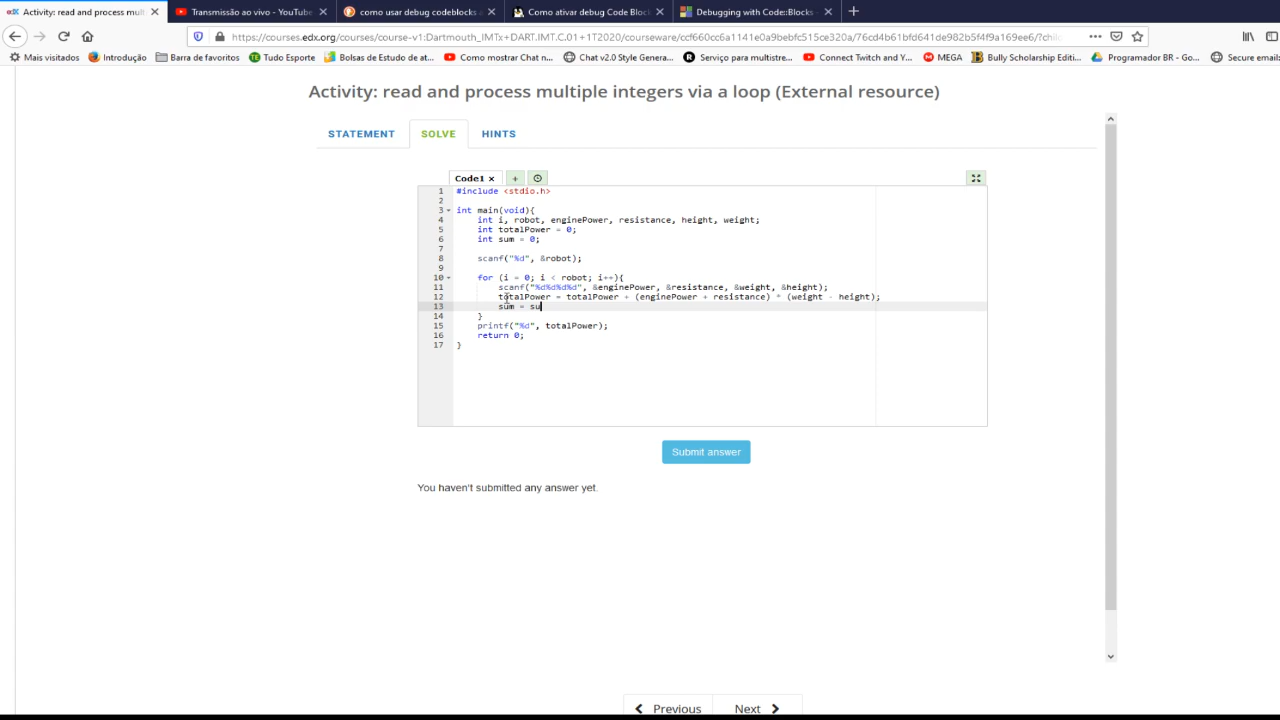 Activity: read and process mult
Transmissão ao vivo - YouTube
como usar debug codeblocks
Como ativar debug Code Block
Debugging with Code::Blocks -
https://courses.edx.org/courses/course-v1:Dartmouth_IMTx+DART.IMT.C.01+1T2020/courseware/ccf660cc6a1141e0a9bebfc515ce320a/76cd4b61bfd64e982b5f4f9a169ee6/?chil
Mais visitados
Introdução
Barra de favoritos
Tudo Esporte
Bolsas de Estudo de at...
Como mostrar Chat n...
Chat v2.0 Style Genera...
Serviço para multistre...
Connect Twitch and Y...
MEGA
Bully Scholarship Editi...
Programador BR - Go...
Secure email:
Activity: read and process multiple integers via a loop (External resource)
STATEMENT
SOLVE
HINTS
Code1 × +
1 #include <stdio.h>
2
3 int main(void){
4 int i, robot, enginePower, resistance, height, weight;
5 int totalPower = 0;
6 int sum = 0;
7
8 scanf("%d", &robot);
9
10 for (i = 0; i < robot; i++){
11 scanf("%d%d%d%d", &enginePower, &resistance, &weight, &height);
12 totalPower = totalPower + (enginePower + resistance) * (weight - height);
13 sum = su
14 }
15 printf("%d", totalPower);
16 return 0;
17 }
Submit answer
You haven't submitted any answer yet.
Previous
Next